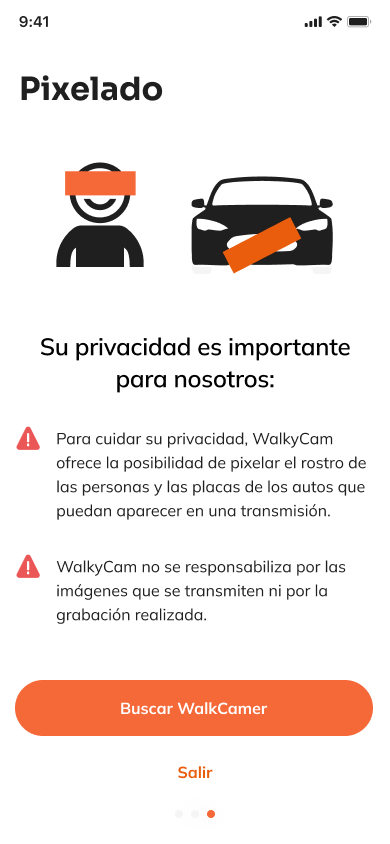 9:41
Pixelado
Su privacidad es importante
para nosotros:
Para cuidar su privacidad, WalkyCam
ofrece la posibilidad de pixelar el rostro de
las personas y las placas de los autos que
puedan aparecer en una transmisión.
WalkyCam no se responsabiliza por las
imágenes que se transmiten ni por la
grabación realizada.
Buscar WalkCamer
Salir